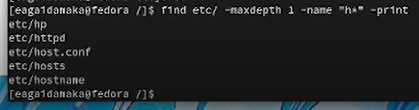 [eaga1damaka@fedora /]$ find etc/ -maxdepth 1 -name "h*" -print
etc/hp
etc/httpd
etc/host.conf
etc/hosts
etc/hostname
[eaga1damaka@fedora /]$